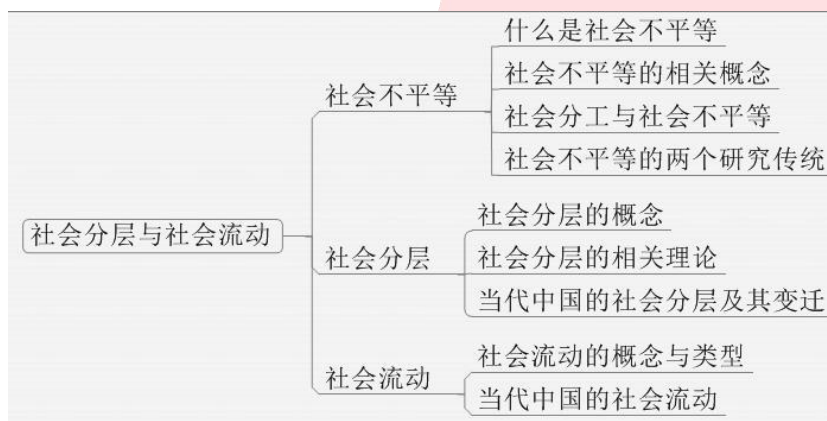 社会分层与社会流动
社会不平等
什么是社会不平等
社会不平等的相关概念
社会分工与社会不平等
社会不平等的两个研究传统
社会分层
社会分层的概念
社会分层的相关理论
当代中国的社会分层及其变迁
社会流动
社会流动的概念与类型
当代中国的社会流动